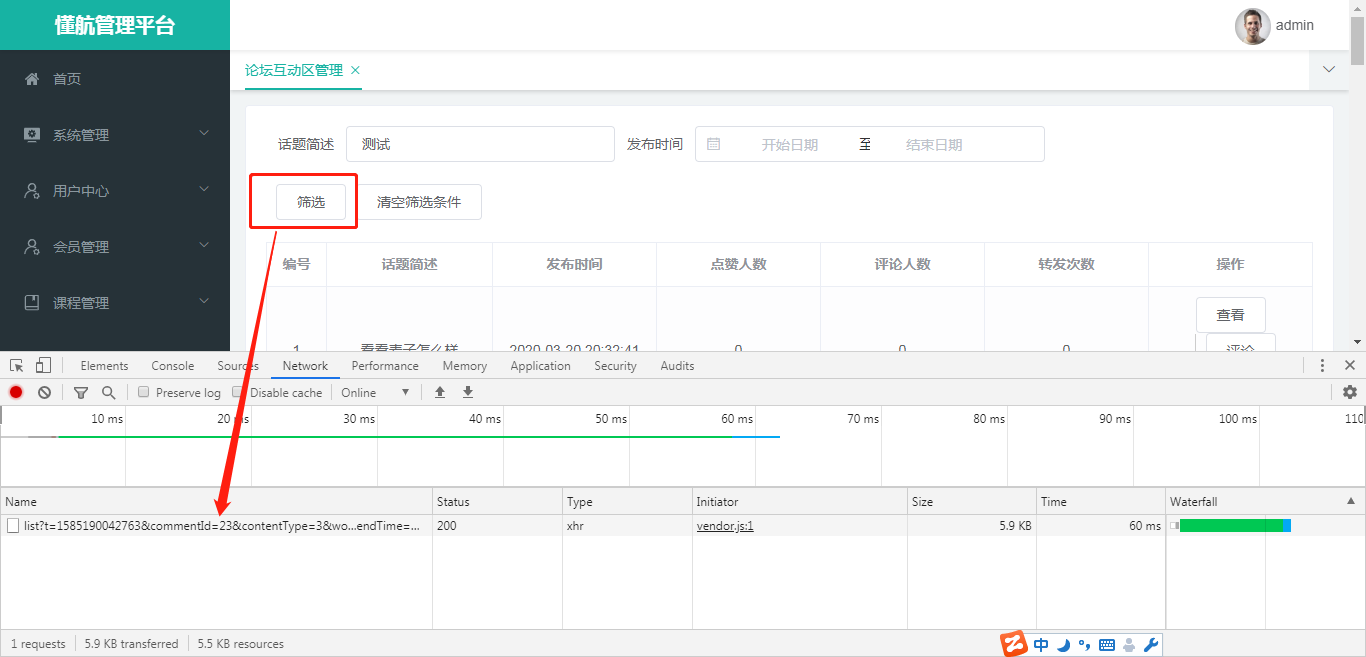 懂航管理平台
admin
首页
系统管理
用户中心
会员管理
课程管理
论坛互动区管理 ×
话题简述 测试 发布时间 开始日期 至 结束日期
筛选 清空筛选条件
编号 话题简述 发布时间 点赞人数 评论人数 转发次数 操作
查看
1 看看表子怎么样 2020-03-20 20:32:41 0 0 0
评论
Elements Console Sources Network Performance Memory Application Security Audits
Preserve log Disable cache Online
10 ms 20 ms 30 ms 40 ms 50 ms 60 ms 70 ms 80 ms 90 ms 100 ms 110
Name Status Type Initiator Size Time Waterfall
list?t=1585190042763&commentId=23&contentType=3&wo...endTime=... 200 xhr vendor.js:1 5.9 KB 60 ms
1 requests 5.9 KB transferred 5.5 KB resources
中